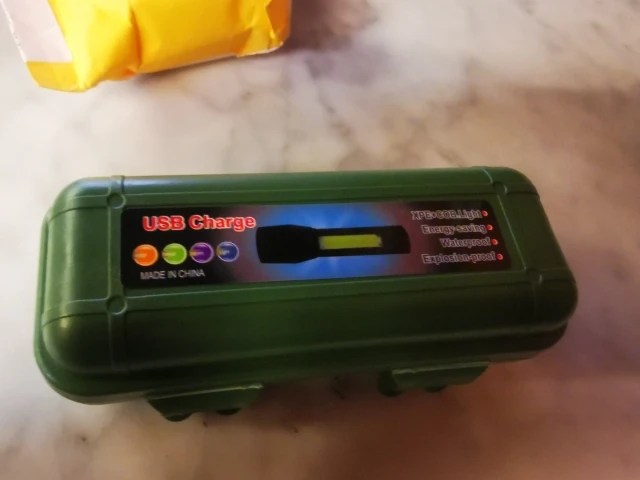 USB Charge
MADE IN CHINA
XPE+COB Light
Energy-saving
Waterproof
Explosion-proof